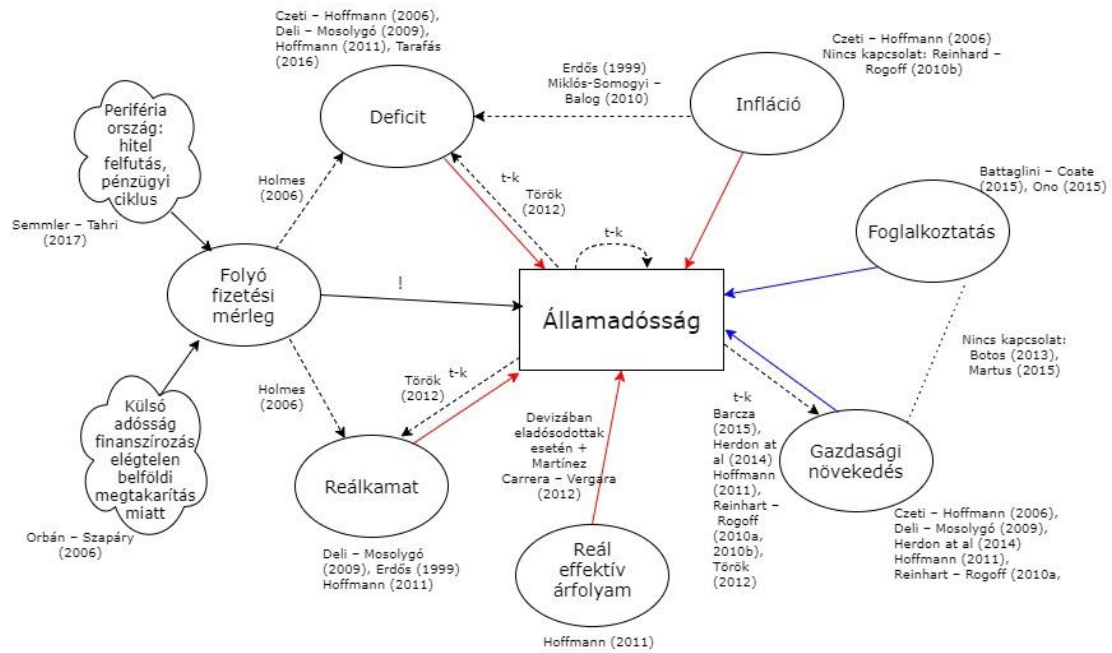 Czeti – Hoffmann (2006),
Deli – Mosolygó (2009),
Hoffmann (2011), Tarafás
(2016)
Deficit
Erdős (1999)
Miklós-Somogyi –
Balog (2010)
Czeti – Hoffmann (2006)
Nincs kapcsolat: Reinhard –
Rogoff (2010b)
Infláció
Periféria
ország:
hitel
felfutás,
pénzügyi
ciklus
Semmler – Tahri
(2017)
Holmes
(2006)
t-k
Török
(2012)
t-k
Battaglini – Coate
(2015), Ono (2015)
Foglalkoztatás
Folyó
fizetési
mérleg
!
Államadósság
Nincs kapcsolat:
Botos (2013),
Martus (2015)
Holmes
(2006)
Török
(2012)
t-k
Külső
adósság
finanszírozás
elégtelen
belföldi
megtakarítás
miatt
Orbán – Szapáry
(2006)
Reálkamat
Deli – Mosolygó
(2009), Erdős (1999)
Hoffmann (2011)
Devizában
eladósodottak
esetén +
Martínez
Carrera – Vergara
(2012)
Reál
effektív
árfolyam
Hoffmann (2011)
t-k
Barcza
(2015),
Herdon at
al (2014)
Hoffmann
(2011),
Reinhart –
Rogoff
(2010a,
2010b),
Török
(2012)
Gazdasági
növekedés
Czeti – Hoffmann (2006),
Deli – Mosolygó (2009),
Herdon at al (2014)
Hoffmann (2011),
Reinhart – Rogoff (2010a,